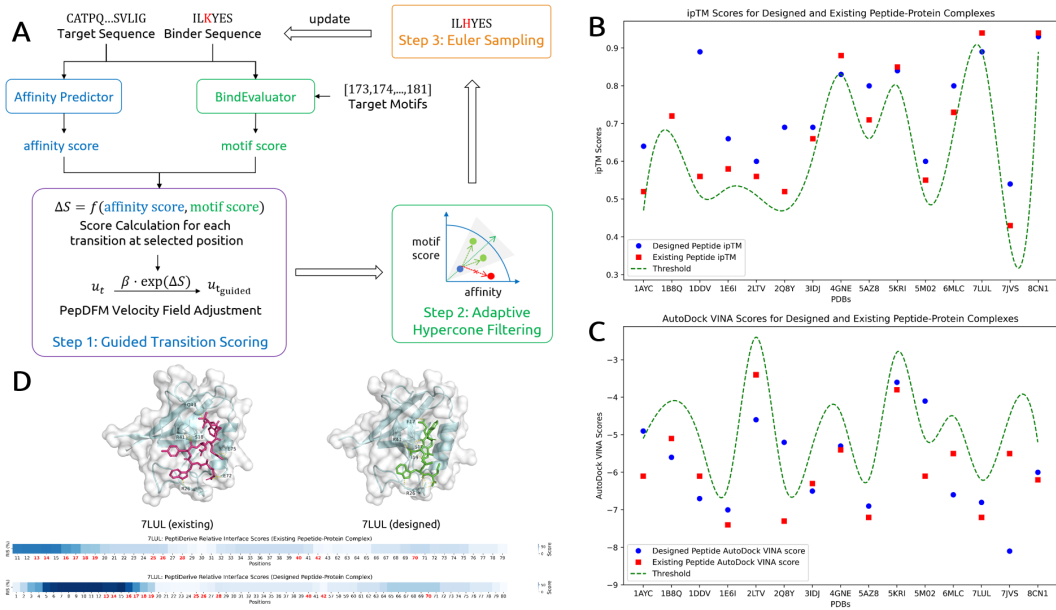 A
CATPQ...SVLIG
Target Sequence
ILKYES
Binder Sequence
update
ILHYES
Step 3: Euler Sampling
Affinity Predictor
BindEvaluator
[173,174,...,181]
Target Motifs
affinity score
motif score
ΔS = f(affinity score, motif score)
Score Calculation for each
transition at selected position
u_t β · exp(ΔS) u_t_guided
PepDFM Velocity Field Adjustment
Step 1: Guided Transition Scoring
motif
score
affinity
Step 2: Adaptive
Hypercone Filtering
B
ipTM Scores for Designed and Existing Peptide-Protein Complexes
ipTM Scores
0.9
0.8
0.7
0.6
0.5
0.4
0.3
Designed Peptide ipTM
Existing Peptide ipTM
Threshold
1AYC 1B8Q 1DDV 1E6I 2LTV 2Q8Y 3IDJ 4GNE 5AZ8 5KRI 5M02 6MLC 7LUL 7JVS 8CN1
PDBs
C
AutoDock VINA Scores for Designed and Existing Peptide-Protein Complexes
AutoDock VINA Scores
−3
−4
−5
−6
−7
−8
−9
Designed Peptide AutoDock VINA score
Existing Peptide AutoDock VINA score
Threshold
1AYC 1B8Q 1DDV 1E6I 2LTV 2Q8Y 3IDJ 4GNE 5AZ8 5KRI 5M02 6MLC 7LUL 7JVS 8CN1
PDBs
D
7LUL (existing)
7LUL (designed)
7LUL: PeptiDerive Relative Interface Scores (Existing Peptide-Protein Complex)
RIS (%)
Positions
Score
7LUL: PeptiDerive Relative Interface Scores (Designed Peptide-Protein Complex)
RIS (%)
Positions
Score